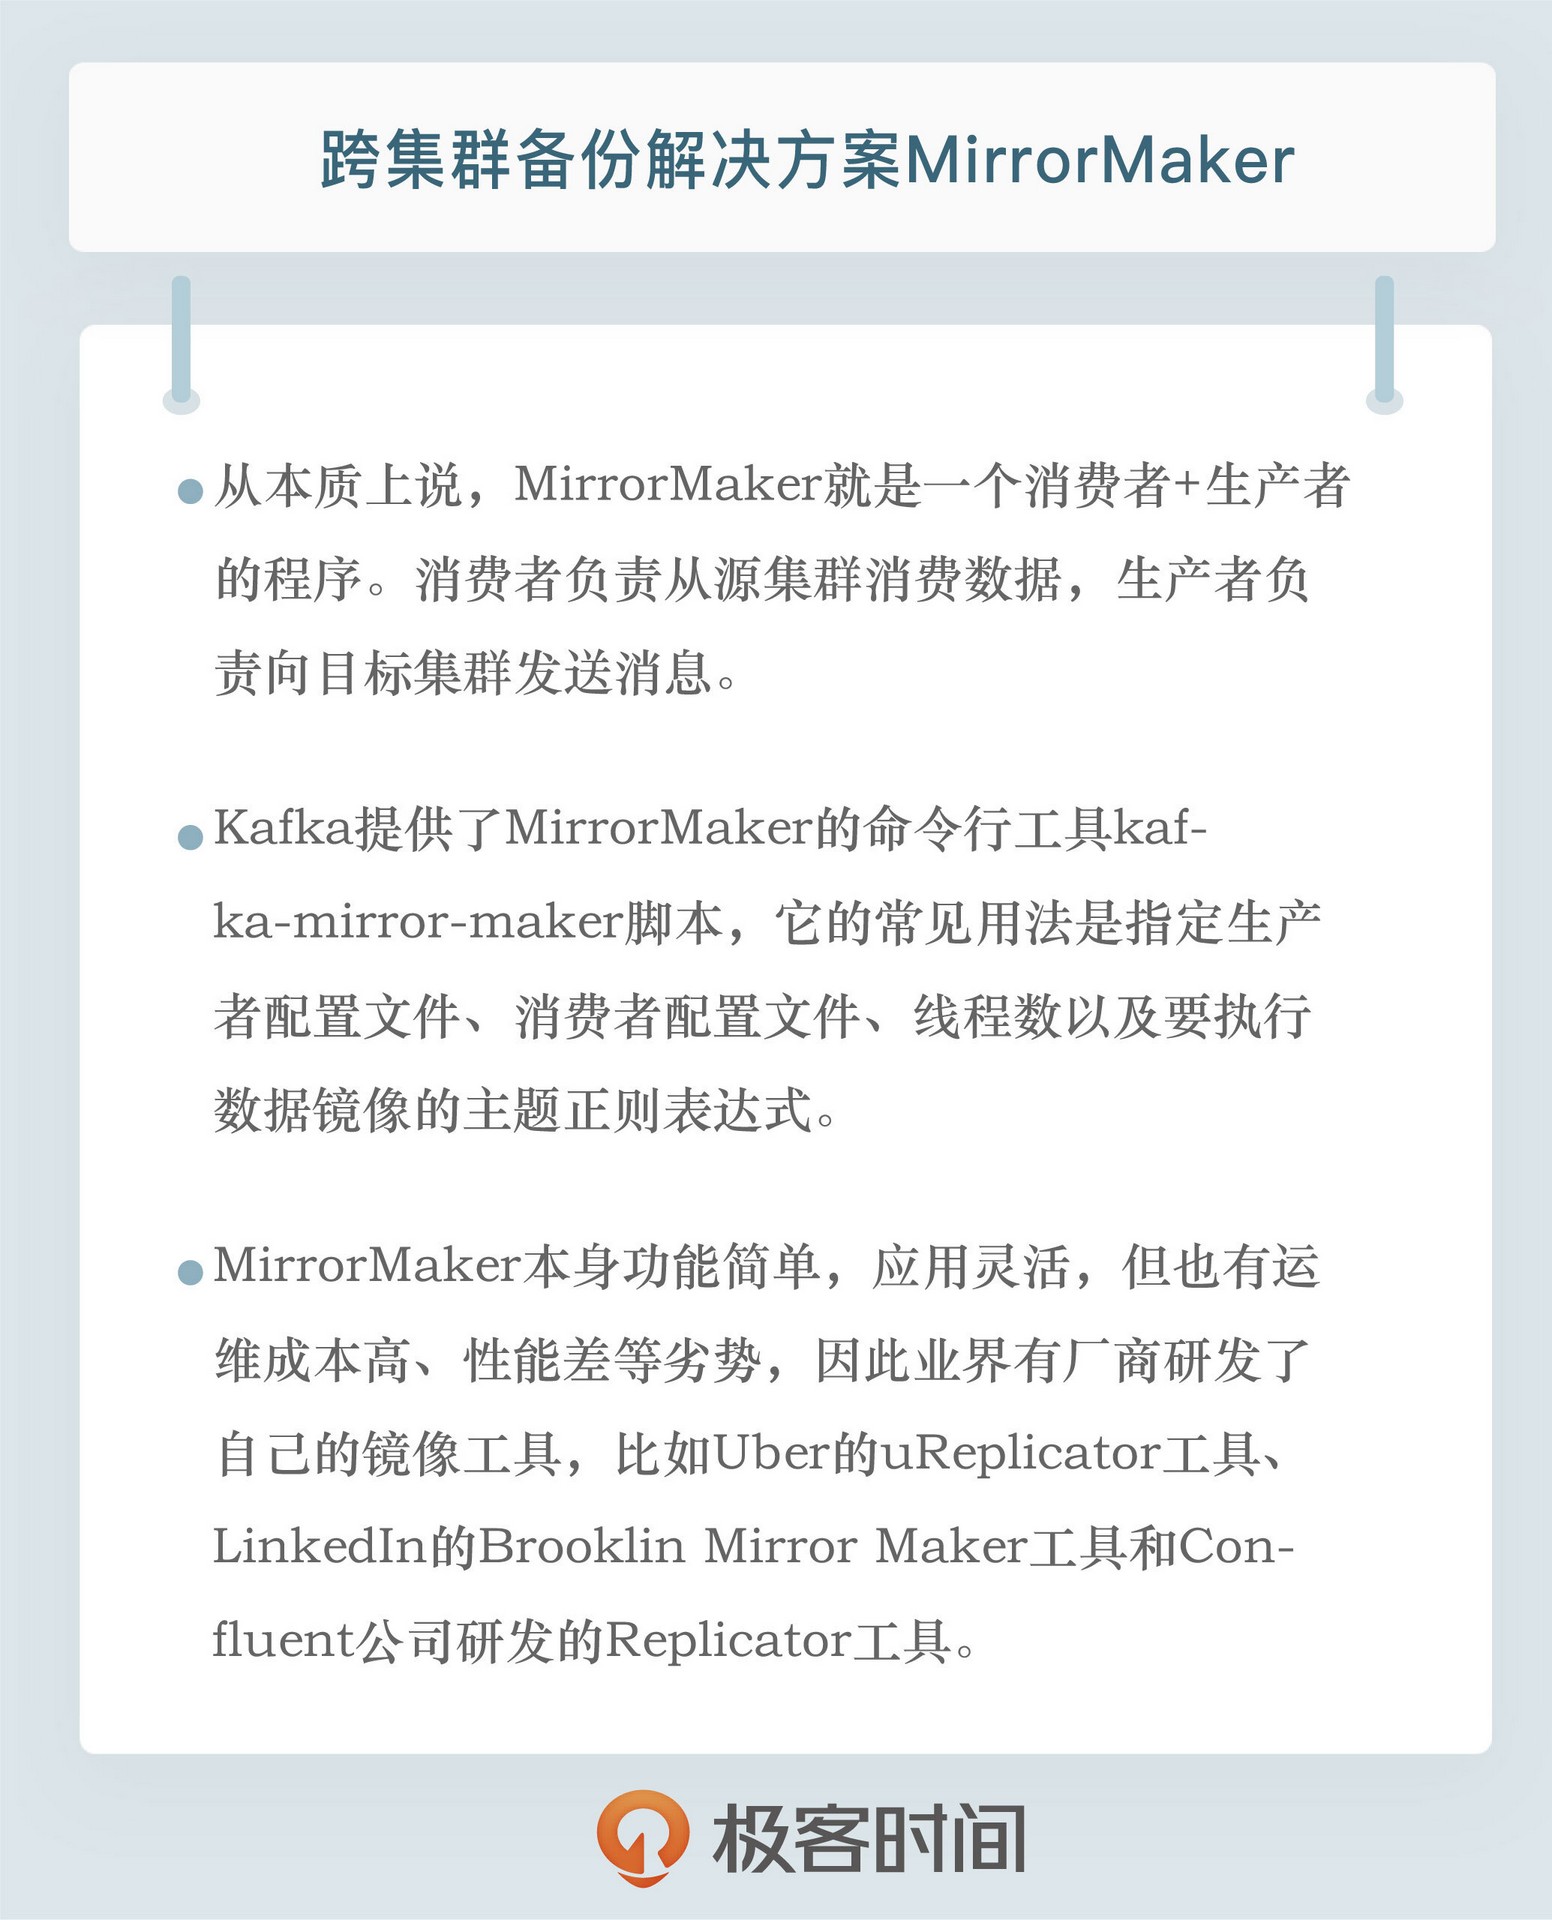 跨集群备份解决方案MirrorMaker
从本质上说，MirrorMaker就是一个消费者+生产者
的程序。消费者负责从源集群消费数据，生产者负
责向目标集群发送消息。
Kafka提供了MirrorMaker的命令行工具kaf-
ka-mirror-maker脚本，它的常见用法是指定生产
者配置文件、消费者配置文件、线程数以及要执行
数据镜像的主题正则表达式。
MirrorMaker本身功能简单，应用灵活，但也有运
维成本高、性能差等劣势，因此业界有厂商研发了
自己的镜像工具，比如Uber的uReplicator工具、
LinkedIn的Brooklin Mirror Maker工具和Con-
fluent公司研发的Replicator工具。
极客时间